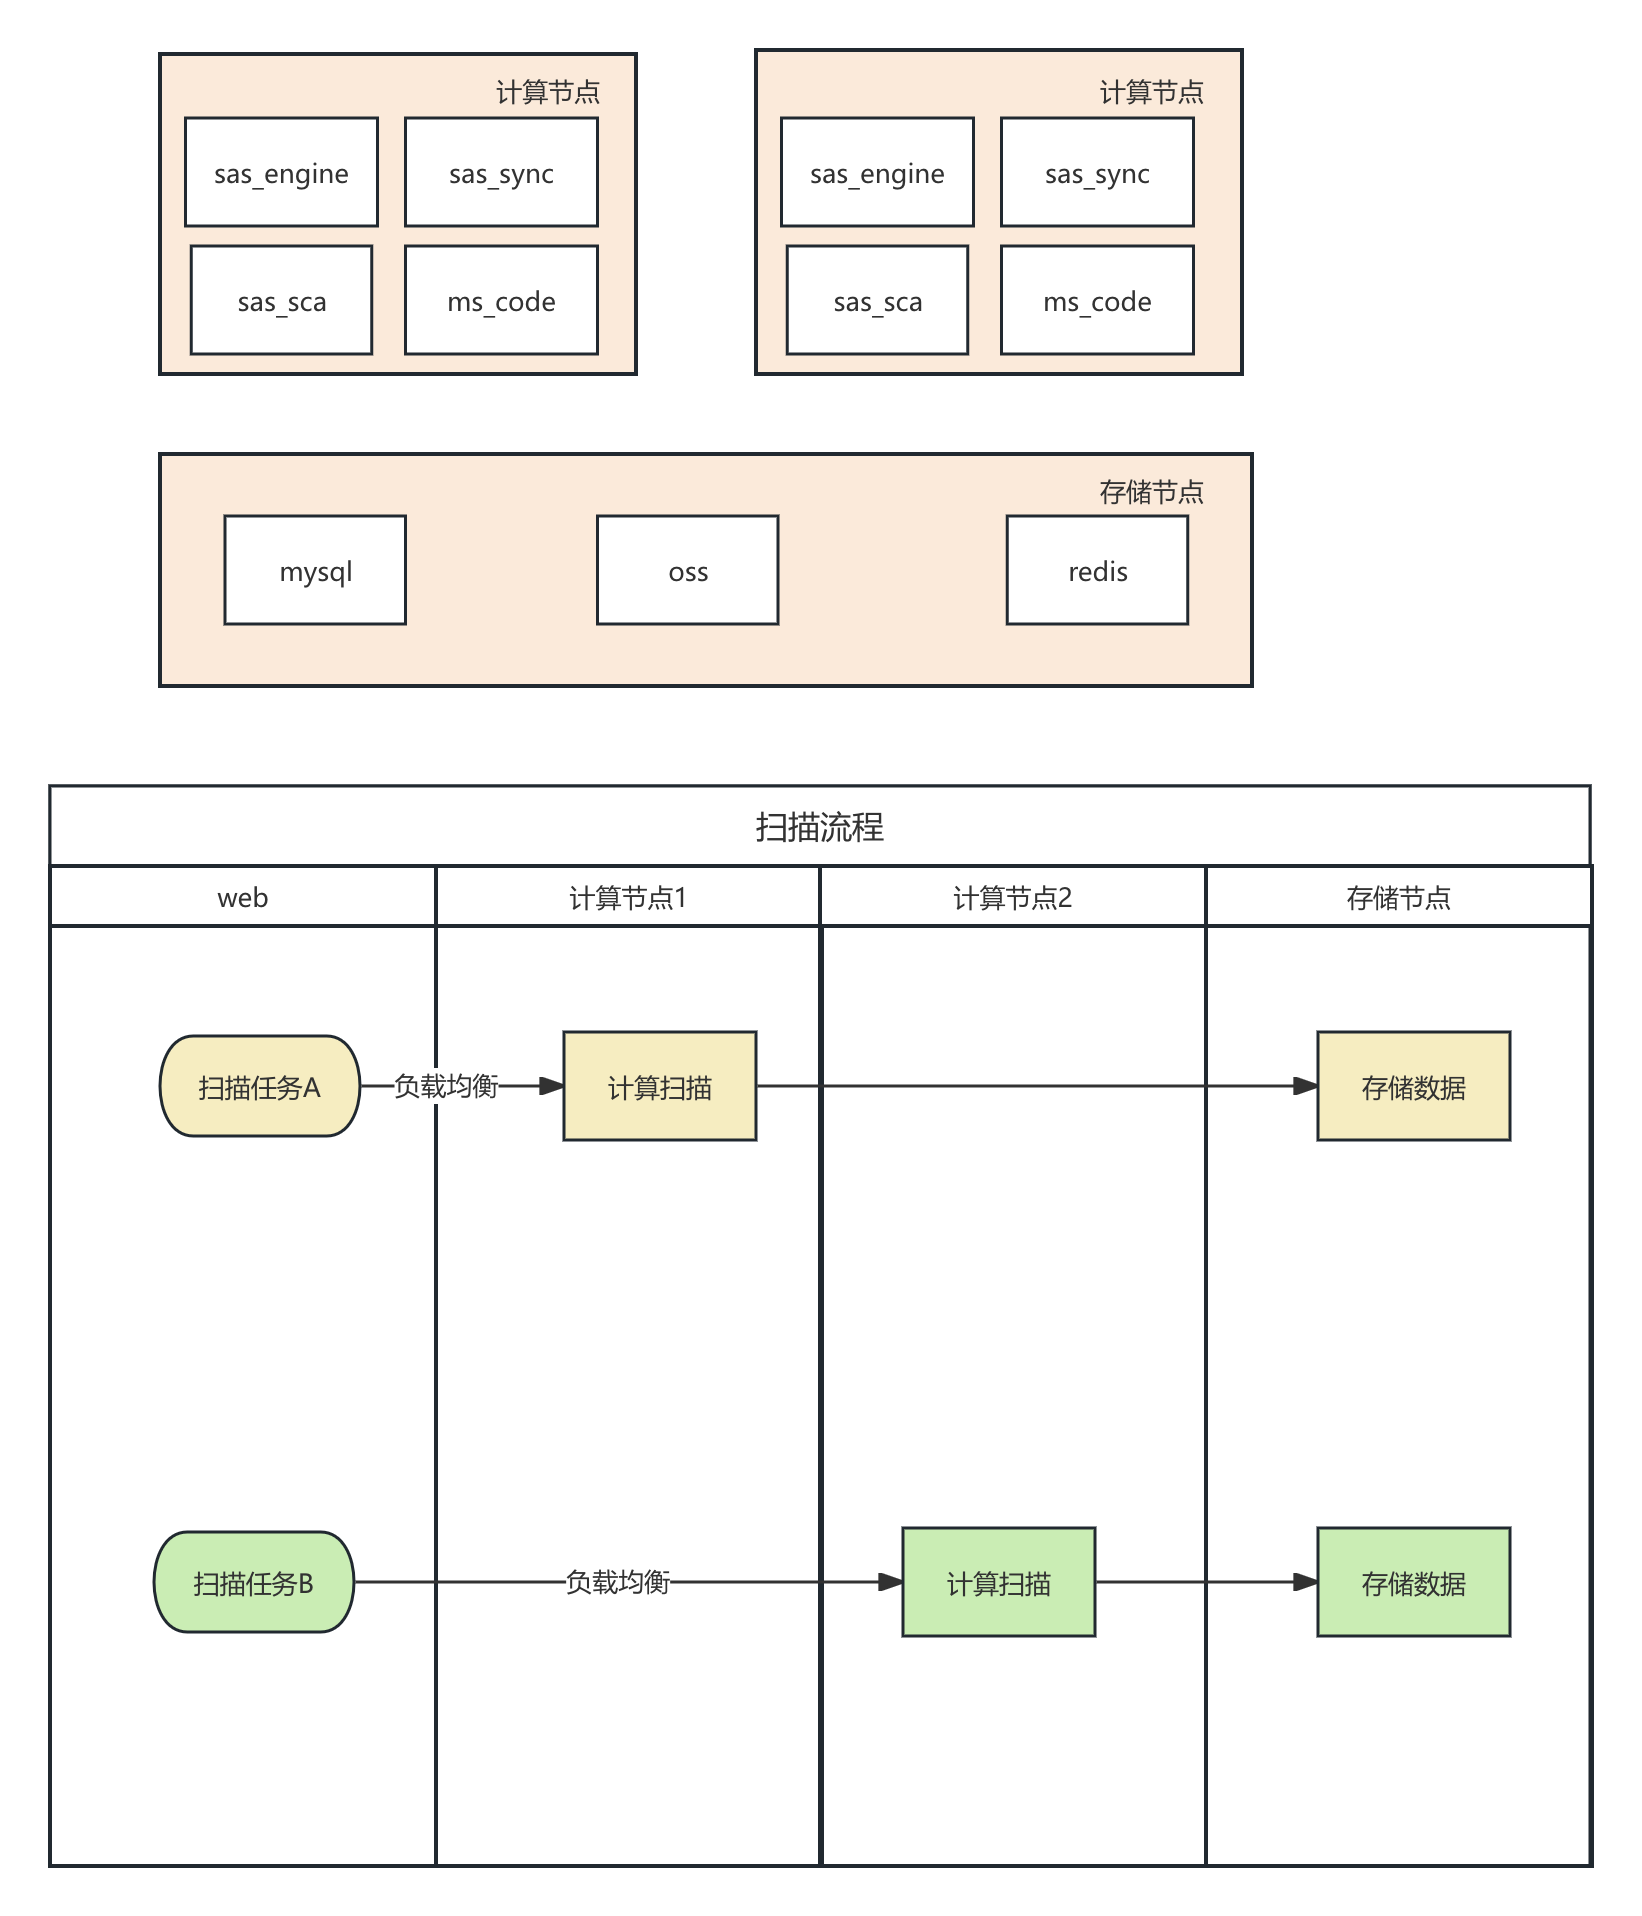 计算节点
sas_engine
sas_sync
sas_sca
ms_code
计算节点
sas_engine
sas_sync
sas_sca
ms_code
存储节点
mysql
oss
redis
扫描流程
web
计算节点1
计算节点2
存储节点
扫描任务A
负载均衡
计算扫描
存储数据
扫描任务B
负载均衡
计算扫描
存储数据